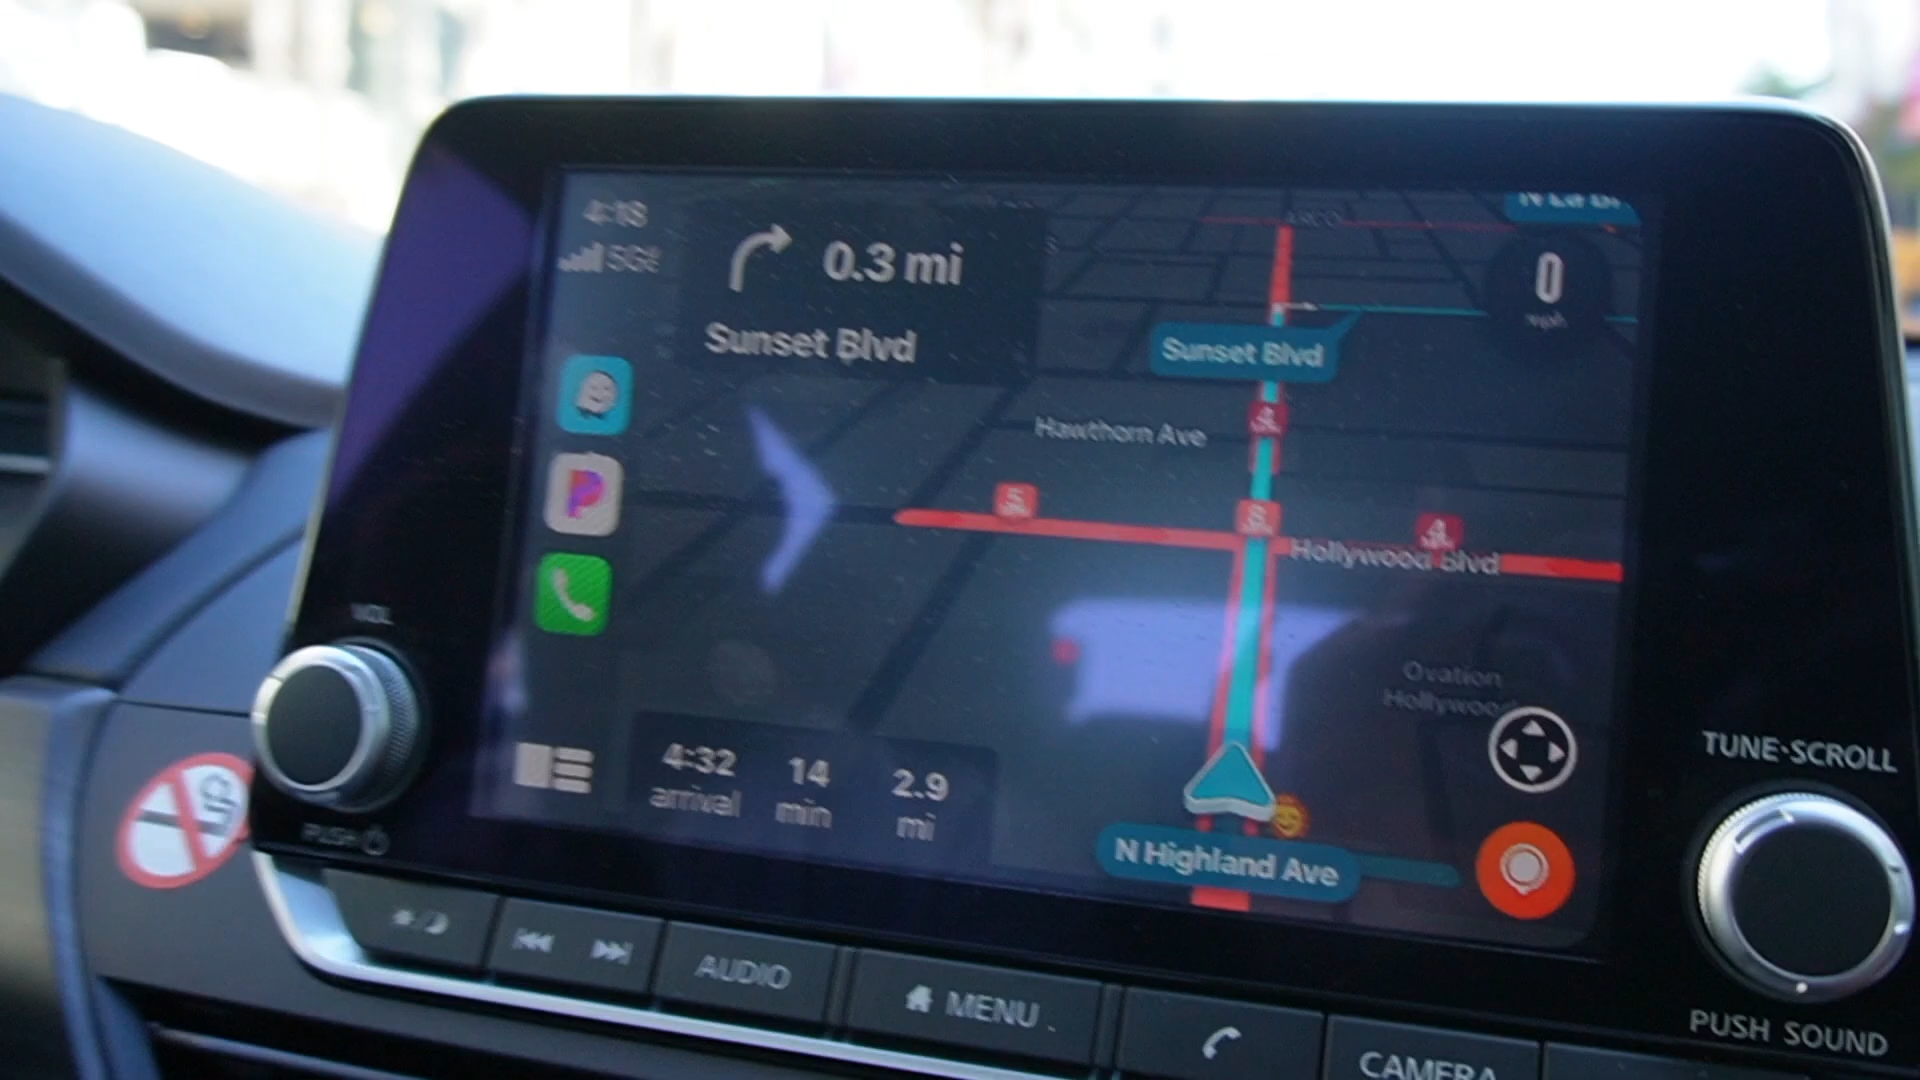 4:18
5G
0.3 mi
Sunset Blvd
0
mph
Sunset Blvd
Hawthorn Ave
Hollywood Blvd
Ovation
Hollywood
4:32
arrival
14
min
2.9
mi
N Highland Ave
VOL
PUSH
TUNE·SCROLL
PUSH SOUND
AUDIO
MENU
CAMERA